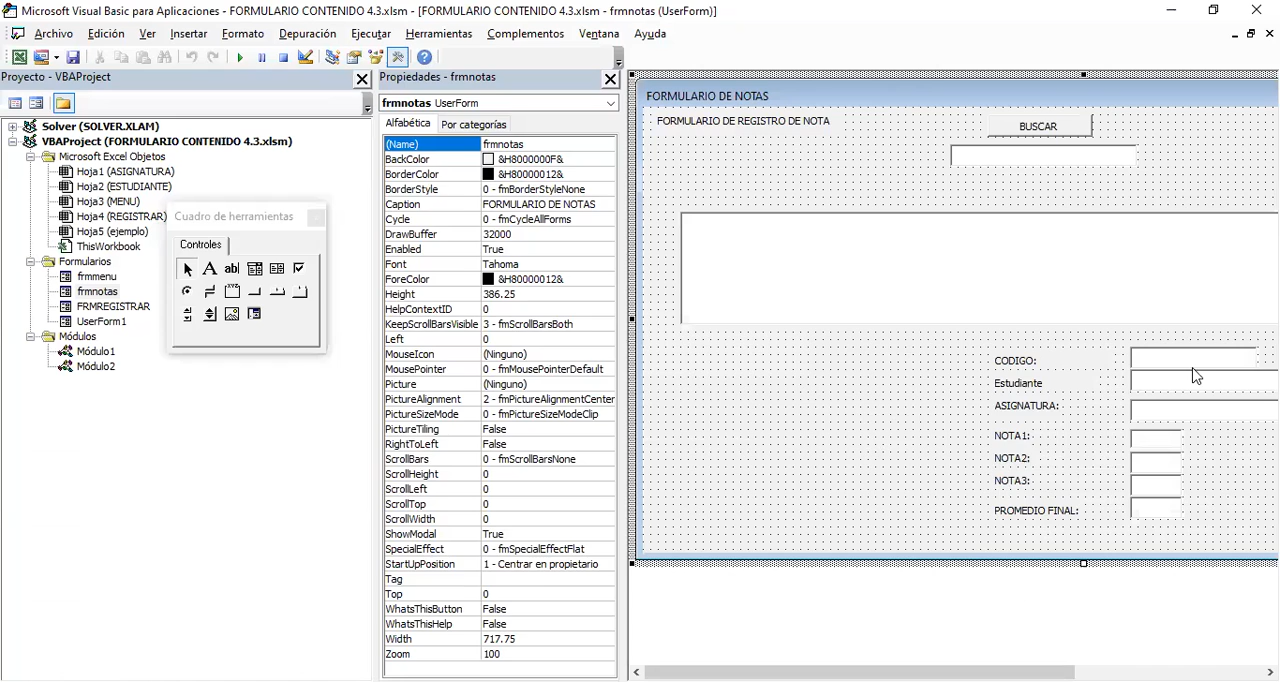 Microsoft Visual Basic para Aplicaciones - FORMULARIO CONTENIDO 4.3.xlsm - [FORMULARIO CONTENIDO 4.3.xlsm - frmnotas (UserForm)]
Archivo Edición Ver Insertar Formato Depuración Ejecutar Herramientas Complementos Ventana Ayuda
Proyecto - VBAProject
Solver (SOLVER.XLAM)
VBAProject (FORMULARIO CONTENIDO 4.3.xlsm)
Microsoft Excel Objetos
Hoja1 (ASIGNATURA)
Hoja2 (ESTUDIANTE)
Hoja3 (MENU)
Hoja4 (REGISTRAR)
Hoja5 (ejemplo)
ThisWorkbook
Formularios
frmmenu
frmnotas
FRMREGISTRAR
UserForm1
Módulos
Módulo1
Módulo2
Cuadro de herramientas
Controles
Propiedades - frmnotas
frmnotas UserForm
Alfabética Por categorías
(Name) frmnotas
BackColor &H8000000F&
BorderColor &H80000012&
BorderStyle 0 - fmBorderStyleNone
Caption FORMULARIO DE NOTAS
Cycle 0 - fmCycleAllForms
DrawBuffer 32000
Enabled True
Font Tahoma
ForeColor &H80000012&
Height 386.25
HelpContextID 0
KeepScrollBarsVisible 3 - fmScrollBarsBoth
Left 0
MouseIcon (Ninguno)
MousePointer 0 - fmMousePointerDefault
Picture (Ninguno)
PictureAlignment 2 - fmPictureAlignmentCenter
PictureSizeMode 0 - fmPictureSizeModeClip
PictureTiling False
RightToLeft False
ScrollBars 0 - fmScrollBarsNone
ScrollHeight 0
ScrollLeft 0
ScrollTop 0
ScrollWidth 0
ShowModal True
SpecialEffect 0 - fmSpecialEffectFlat
StartUpPosition 1 - Centrar en propietario
Tag
Top 0
WhatsThisButton False
WhatsThisHelp False
Width 717.75
Zoom 100
FORMULARIO DE NOTAS
FORMULARIO DE REGISTRO DE NOTA
BUSCAR
CODIGO:
Estudiante
ASIGNATURA:
NOTA1:
NOTA2:
NOTA3:
PROMEDIO FINAL: